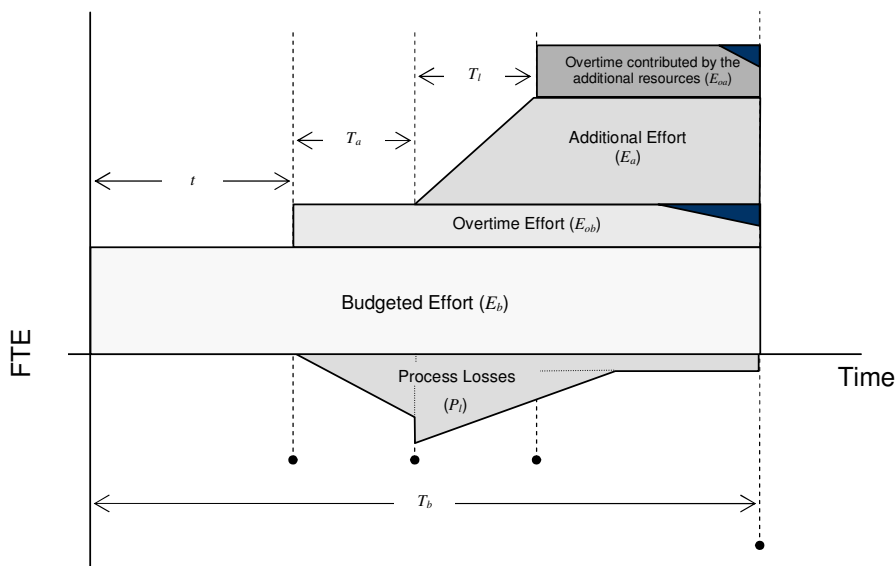 Overtime contributed by the
additional resources (Eoa)
Tl
Additional Effort
(Ea)
Ta
t
Overtime Effort (Eob)
Budgeted Effort (Eb)
FTE
Process Losses
(Pl)
Time
Tb